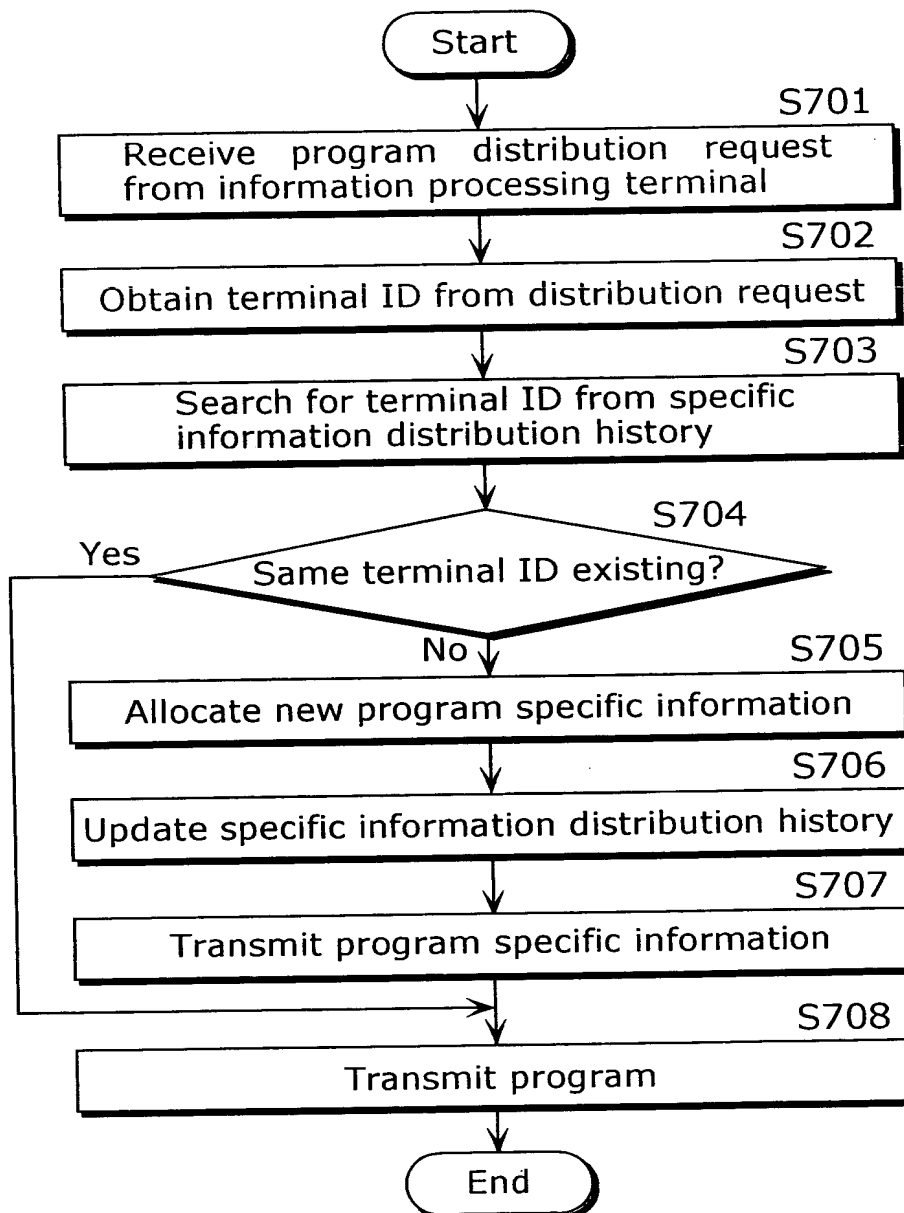 Start
S701
Receive program distribution request
from information processing terminal
S702
Obtain terminal ID from distribution request
S703
Search for terminal ID from specific
information distribution history
S704
Yes
Same terminal ID existing?
No
S705
Allocate new program specific information
S706
Update specific information distribution history
S707
Transmit program specific information
S708
Transmit program
End